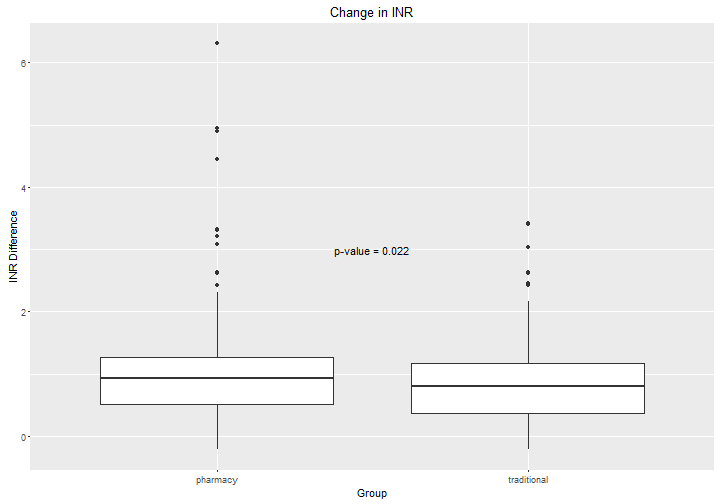 Change in INR
INR Difference
6
4
2
0
p-value = 0.022
pharmacy
traditional
Group